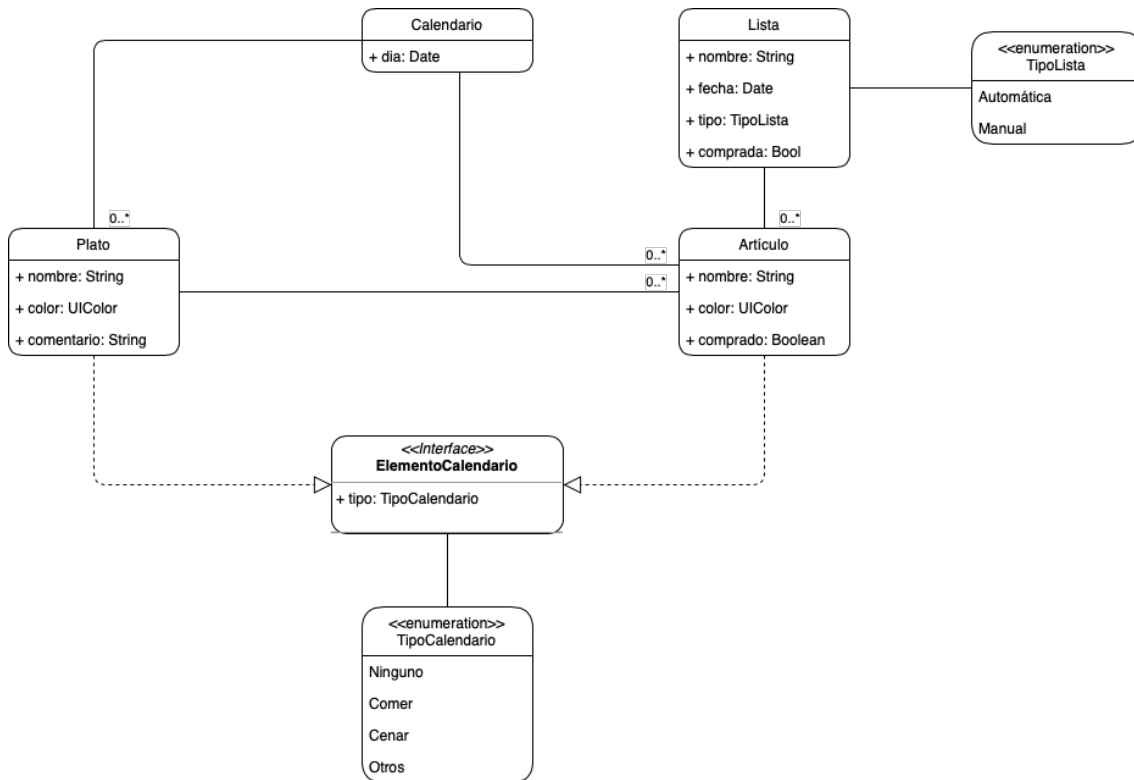 Calendario
+ dia: Date
Lista
+ nombre: String
+ fecha: Date
+ tipo: TipoLista
+ comprada: Bool
<<enumeration>>
TipoLista
Automática
Manual
0..*
Plato
+ nombre: String
+ color: UIColor
+ comentario: String
0..*
0..*
0..*
Artículo
+ nombre: String
+ color: UIColor
+ comprado: Boolean
<<Interface>>
ElementoCalendario
+ tipo: TipoCalendario
<<enumeration>>
TipoCalendario
Ninguno
Comer
Cenar
Otros